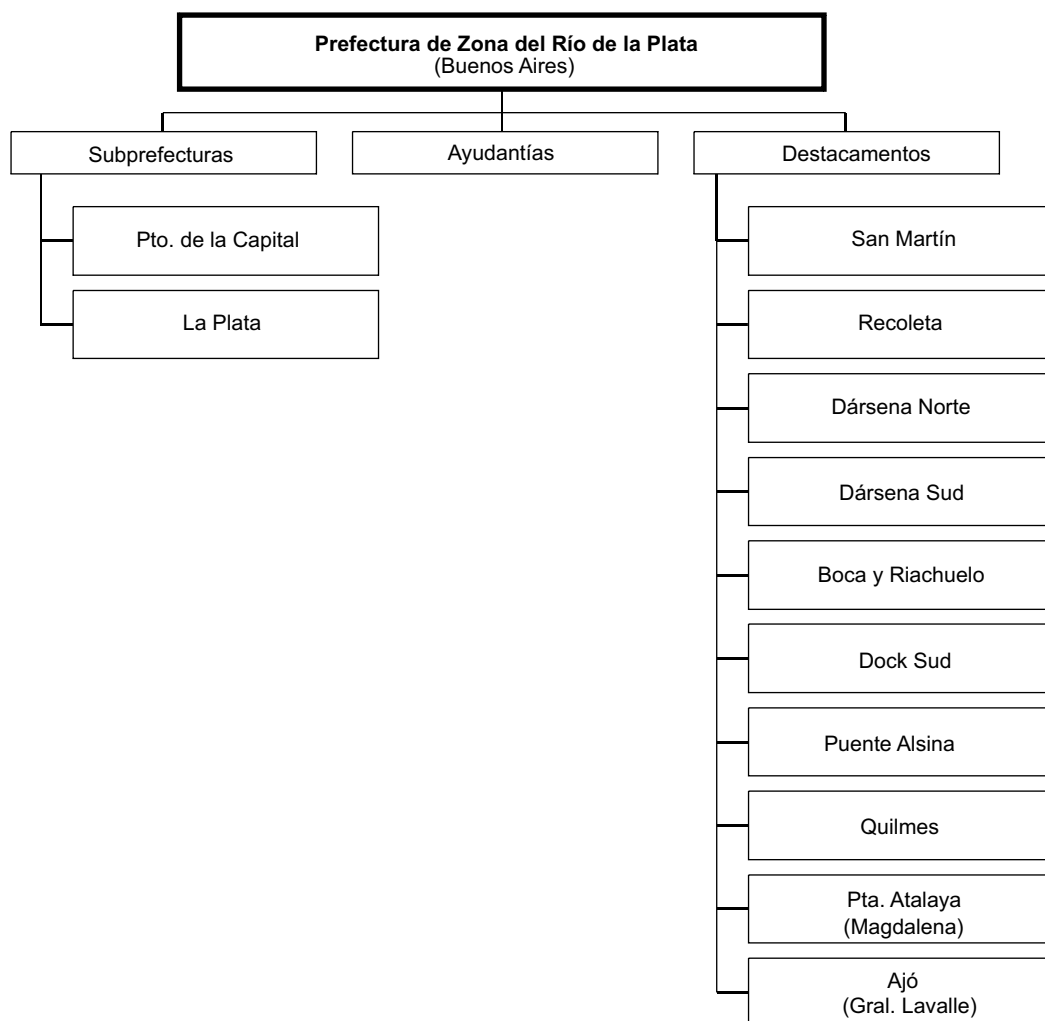 Prefectura de Zona del Río de la Plata
(Buenos Aires)
Subprefecturas
Ayudantías
Destacamentos
Pto. de la Capital
La Plata
San Martín
Recoleta
Dársena Norte
Dársena Sud
Boca y Riachuelo
Dock Sud
Puente Alsina
Quilmes
Pta. Atalaya
(Magdalena)
Ajó
(Gral. Lavalle)